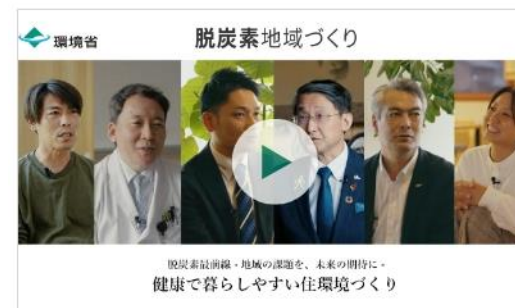 環境省
脱炭素地域づくり
脱炭素最前線 - 地域の課題を、未来の期待に -
健康で暮らしやすい住環境づくり